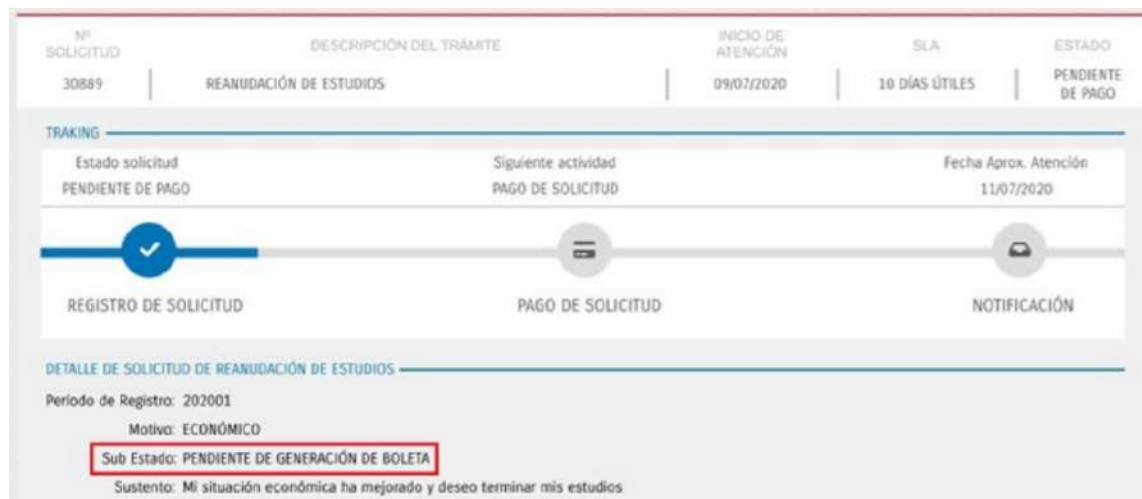 Nº SOLICITUD DESCRIPCIÓN DEL TRÁMITE INICIO DE ATENCIÓN SLA ESTADO
30889 REANUDACIÓN DE ESTUDIOS 09/07/2020 10 DÍAS ÚTILES PENDIENTE DE PAGO
TRAKING
Estado solicitud Siguiente actividad Fecha Aprox. Atención
PENDIENTE DE PAGO PAGO DE SOLICITUD 11/07/2020
REGISTRO DE SOLICITUD PAGO DE SOLICITUD NOTIFICACIÓN
DETALLE DE SOLICITUD DE REANUDACIÓN DE ESTUDIOS
Período de Registro: 202001
Motivo: ECONÓMICO
Sub Estado: PENDIENTE DE GENERACIÓN DE BOLETA
Sustento: Mi situación económica ha mejorado y deseo terminar mis estudios